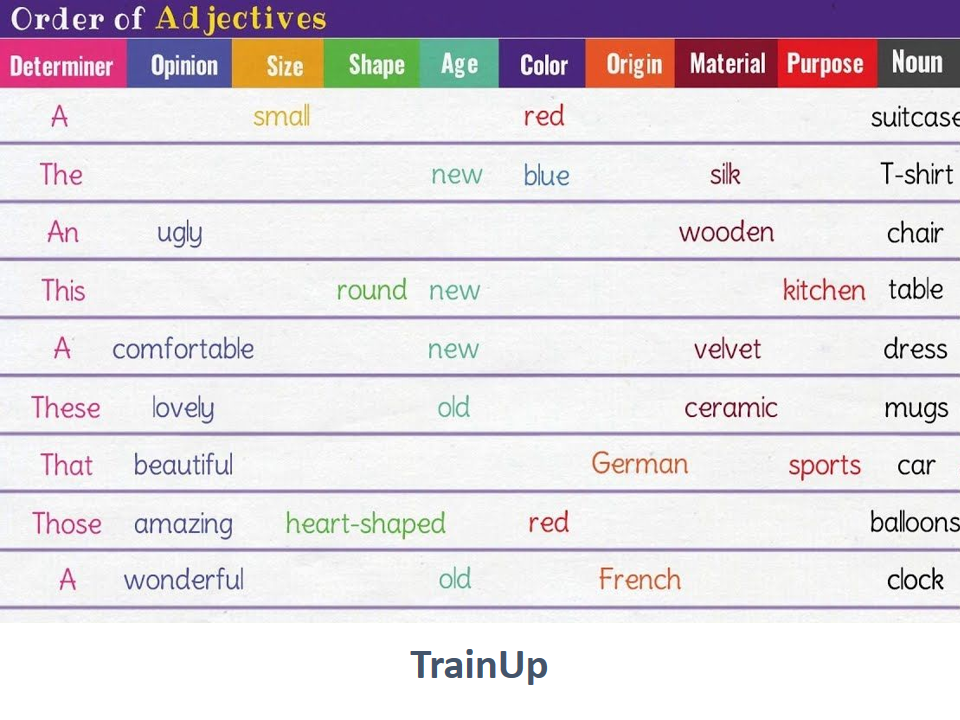 Order of Adjectives
Determiner Opinion Size Shape Age Color Origin Material Purpose Noun
A small red suitcase
The new blue silk T-shirt
An ugly wooden chair
This round new kitchen table
A comfortable new velvet dress
These lovely old ceramic mugs
That beautiful German sports car
Those amazing heart-shaped red balloons
A wonderful old French clock
TrainUp